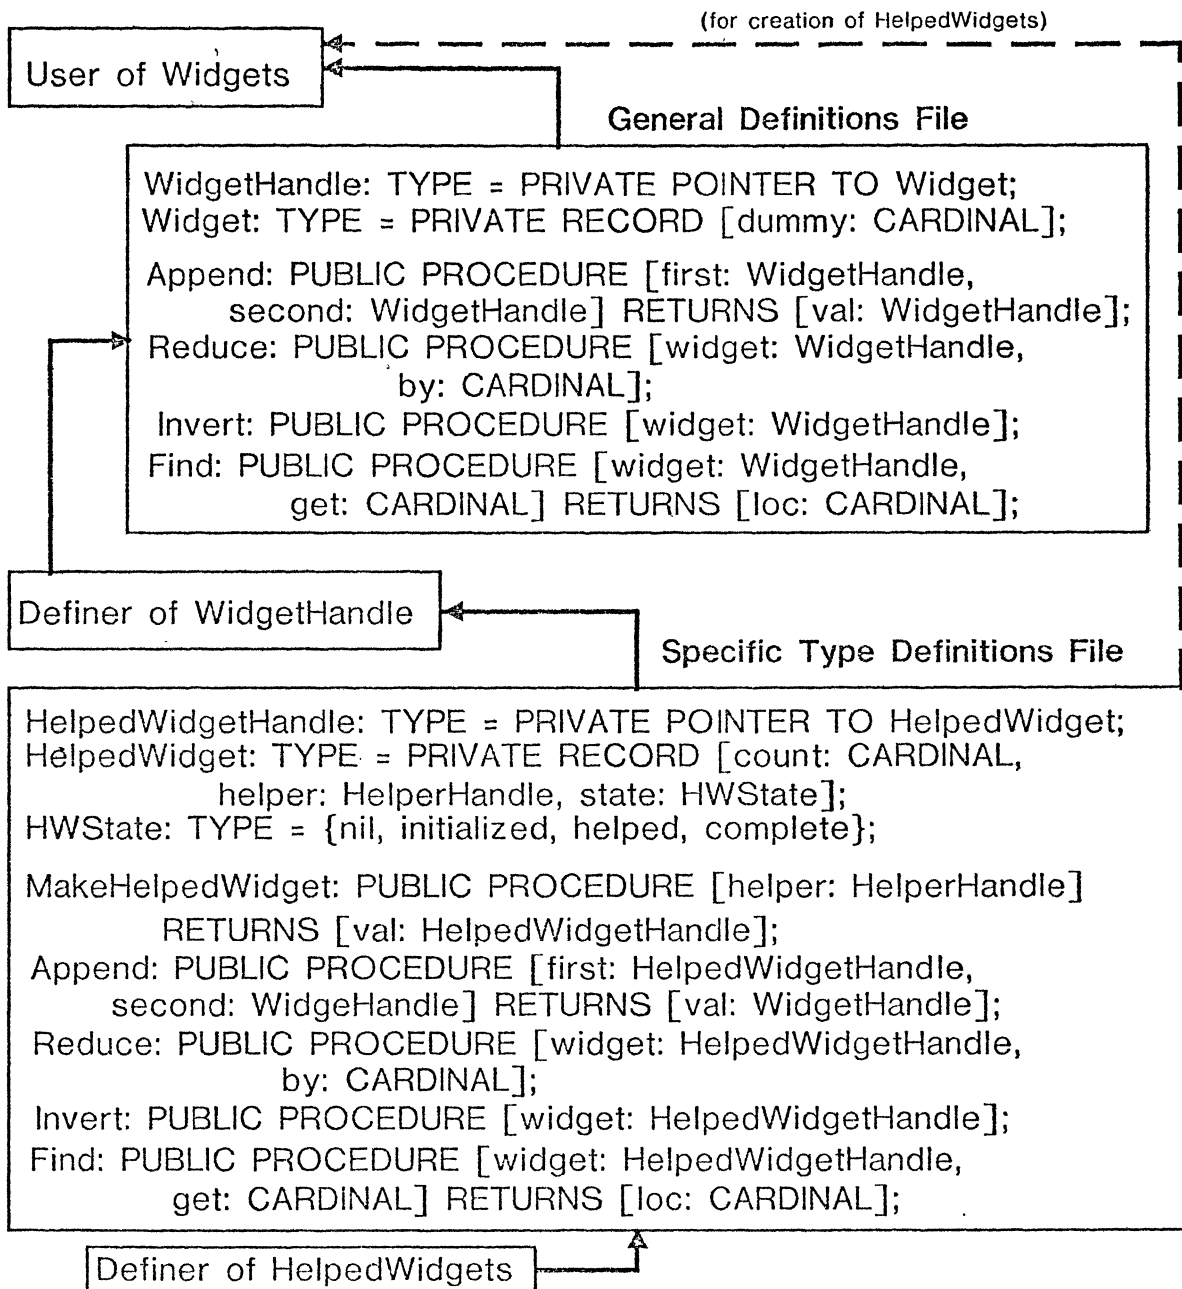 (for creation of HelpedWidgets)
User of Widgets
General Definitions File
WidgetHandle: TYPE = PRIVATE POINTER TO Widget;
Widget: TYPE = PRIVATE RECORD [dummy: CARDINAL];
Append: PUBLIC PROCEDURE [first: WidgetHandle,
second: WidgetHandle] RETURNS [val: WidgetHandle];
Reduce: PUBLIC PROCEDURE [widget: WidgetHandle,
by: CARDINAL];
Invert: PUBLIC PROCEDURE [widget: WidgetHandle];
Find: PUBLIC PROCEDURE [widget: WidgetHandle,
get: CARDINAL] RETURNS [loc: CARDINAL];
Definer of WidgetHandle
Specific Type Definitions File
HelpedWidgetHandle: TYPE = PRIVATE POINTER TO HelpedWidget;
HelpedWidget: TYPE = PRIVATE RECORD [count: CARDINAL,
helper: HelperHandle, state: HWState];
HWState: TYPE = {nil, initialized, helped, complete};
MakeHelpedWidget: PUBLIC PROCEDURE [helper: HelperHandle]
RETURNS [val: HelpedWidgetHandle];
Append: PUBLIC PROCEDURE [first: HelpedWidgetHandle,
second: WidgeHandle] RETURNS [val: WidgetHandle];
Reduce: PUBLIC PROCEDURE [widget: HelpedWidgetHandle,
by: CARDINAL];
Invert: PUBLIC PROCEDURE [widget: HelpedWidgetHandle];
Find: PUBLIC PROCEDURE [widget: HelpedWidgetHandle,
get: CARDINAL] RETURNS [loc: CARDINAL];
Definer of HelpedWidgets